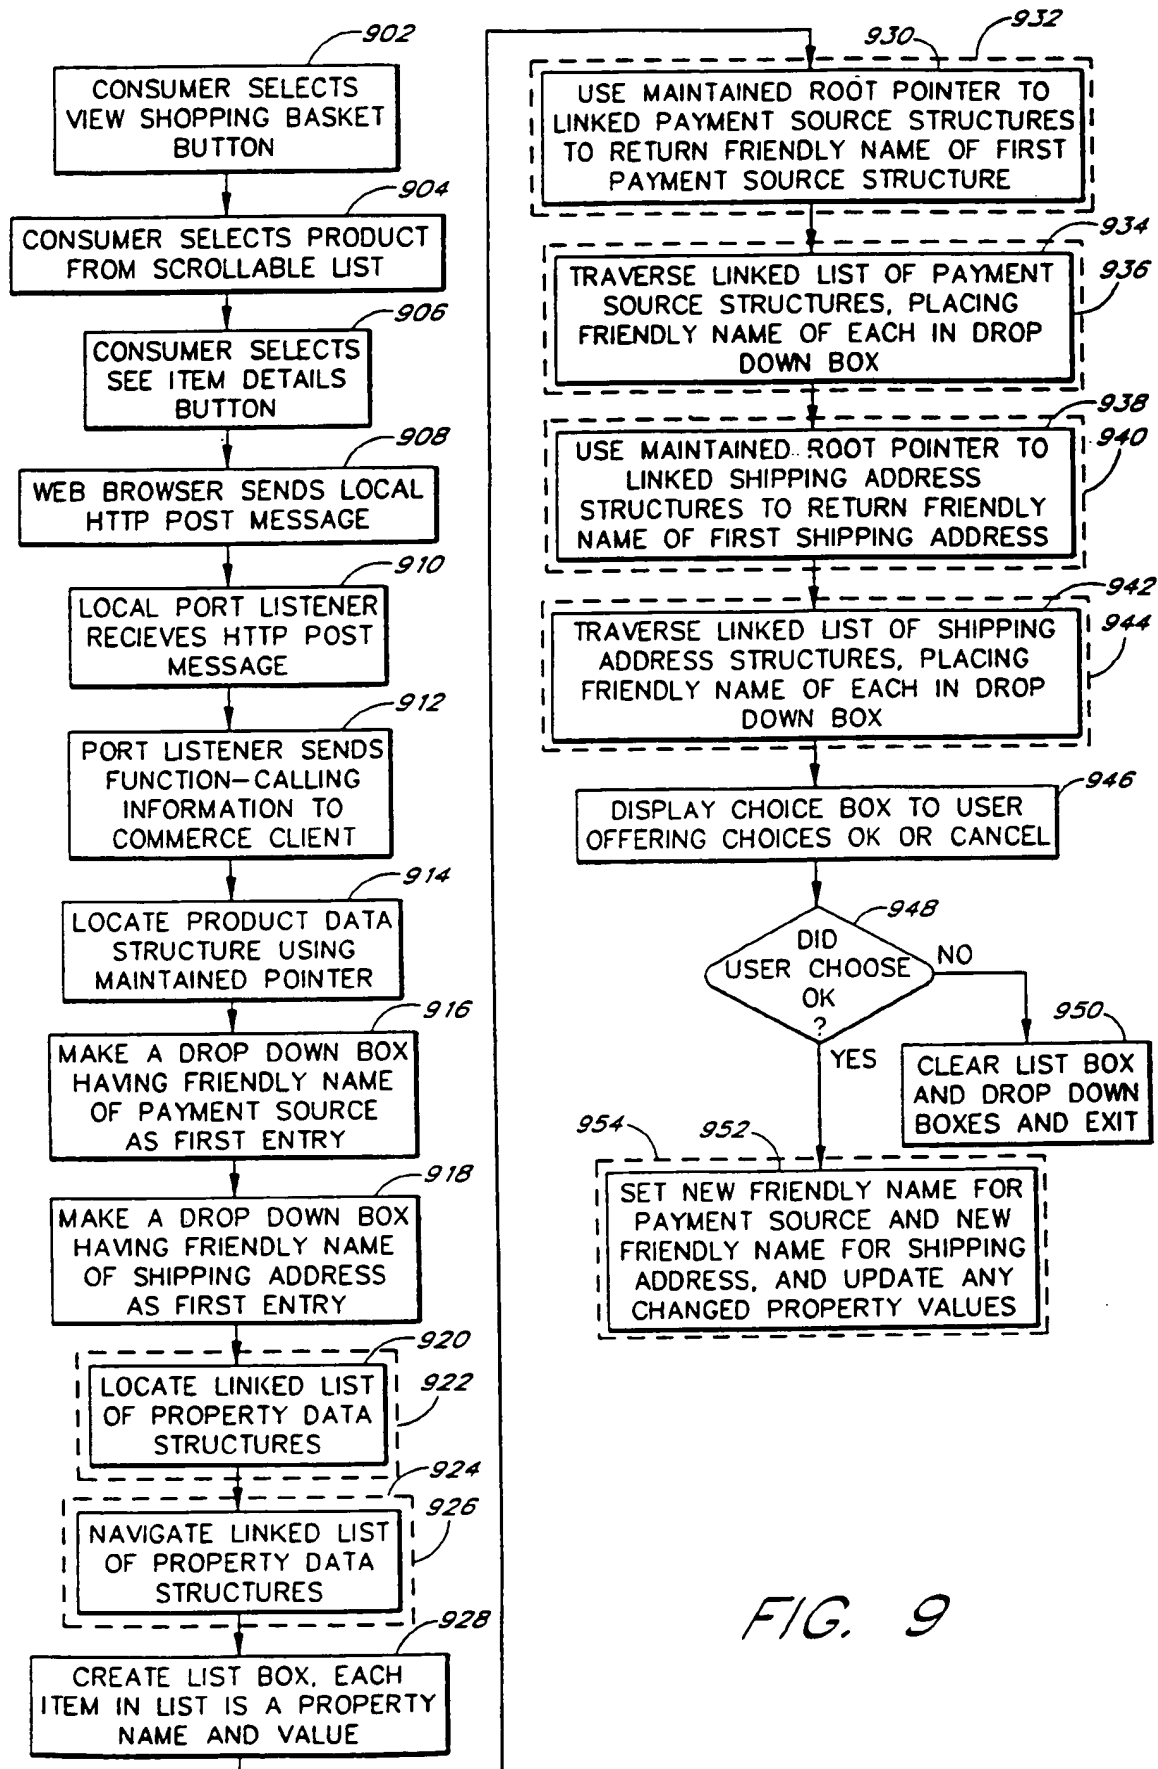 902
CONSUMER SELECTS
VIEW SHOPPING BASKET
BUTTON
904
CONSUMER SELECTS PRODUCT
FROM SCROLLABLE LIST
906
CONSUMER SELECTS
SEE ITEM DETAILS
BUTTON
908
WEB BROWSER SENDS LOCAL
HTTP POST MESSAGE
910
LOCAL PORT LISTENER
RECIEVES HTTP POST
MESSAGE
912
PORT LISTENER SENDS
FUNCTION-CALLING
INFORMATION TO
COMMERCE CLIENT
914
LOCATE PRODUCT DATA
STRUCTURE USING
MAINTAINED POINTER
916
MAKE A DROP DOWN BOX
HAVING FRIENDLY NAME
OF PAYMENT SOURCE
AS FIRST ENTRY
918
MAKE A DROP DOWN BOX
HAVING FRIENDLY NAME
OF SHIPPING ADDRESS
AS FIRST ENTRY
920
LOCATE LINKED LIST
OF PROPERTY DATA
STRUCTURES
922
924
NAVIGATE LINKED LIST
OF PROPERTY DATA
STRUCTURES
926
928
CREATE LIST BOX, EACH
ITEM IN LIST IS A PROPERTY
NAME AND VALUE
930
932
USE MAINTAINED ROOT POINTER TO
LINKED PAYMENT SOURCE STRUCTURES
TO RETURN FRIENDLY NAME OF FIRST
PAYMENT SOURCE STRUCTURE
934
936
TRAVERSE LINKED LIST OF PAYMENT
SOURCE STRUCTURES, PLACING
FRIENDLY NAME OF EACH IN DROP
DOWN BOX
938
940
USE MAINTAINED ROOT POINTER TO
LINKED SHIPPING ADDRESS
STRUCTURES TO RETURN FRIENDLY
NAME OF FIRST SHIPPING ADDRESS
942
944
TRAVERSE LINKED LIST OF SHIPPING
ADDRESS STRUCTURES, PLACING
FRIENDLY NAME OF EACH IN DROP
DOWN BOX
946
DISPLAY CHOICE BOX TO USER
OFFERING CHOICES OK OR CANCEL
948
DID
USER CHOOSE
OK
?
NO
YES
950
CLEAR LIST BOX
AND DROP DOWN
BOXES AND EXIT
954
952
SET NEW FRIENDLY NAME FOR
PAYMENT SOURCE AND NEW
FRIENDLY NAME FOR SHIPPING
ADDRESS, AND UPDATE ANY
CHANGED PROPERTY VALUES
FIG. 9